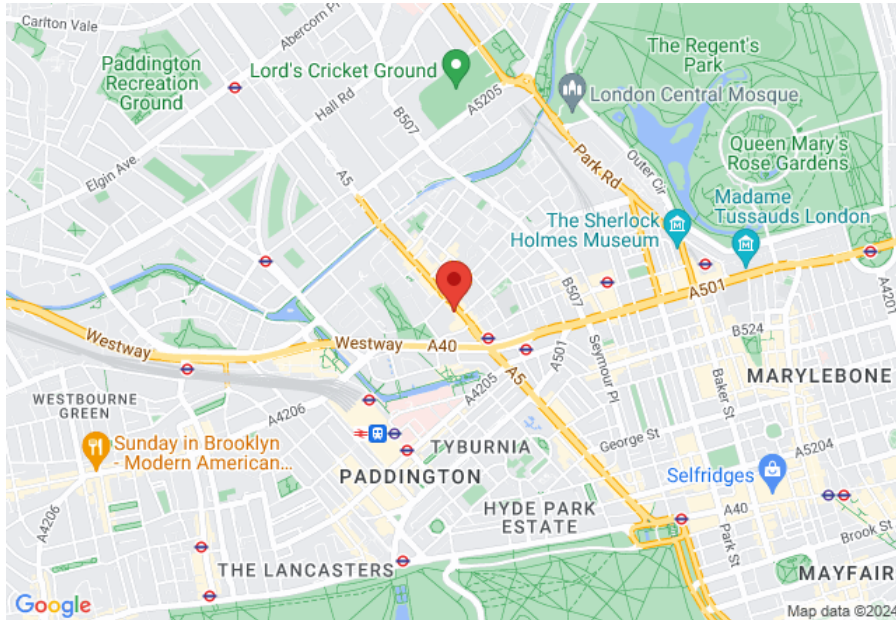 Carlton Vale
Abercorn Pl
The Regent's
Park
Paddington
Recreation
Ground
Lord's Cricket Ground
Hall Rd
A5205
London Central Mosque
B507
Queen Mary's
Rose Gardens
Elgin Ave
A5
Park Rd
Outer Cir
Madame
Tussauds London
The Sherlock
Holmes Museum
B507
A501
A4201
Westway
Westway
A40
A501
B524
Seymour Pl
Baker St
MARYLEBONE
WESTBOURNE
GREEN
A4206
A4205
A5
Sunday in Brooklyn
- Modern American...
TYBURNIA
George St
A5204
PADDINGTON
Selfridges
A4206
HYDE PARK
ESTATE
A40
Park St
Brook St
THE LANCASTERS
MAYFAIR
Google
Map data ©2024